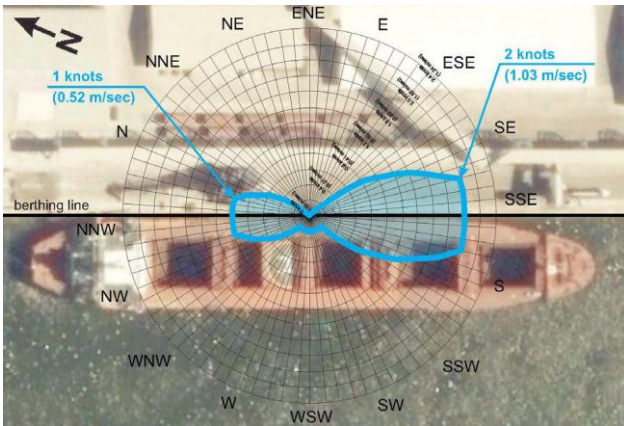 N
NE
ENE
E
NNE
ESE
1 knots
(0.52 m/sec)
2 knots
(1.03 m/sec)
N
SE
SSE
berthing line
NNW
NW
S
WNW
SSW
W
WSW
SW